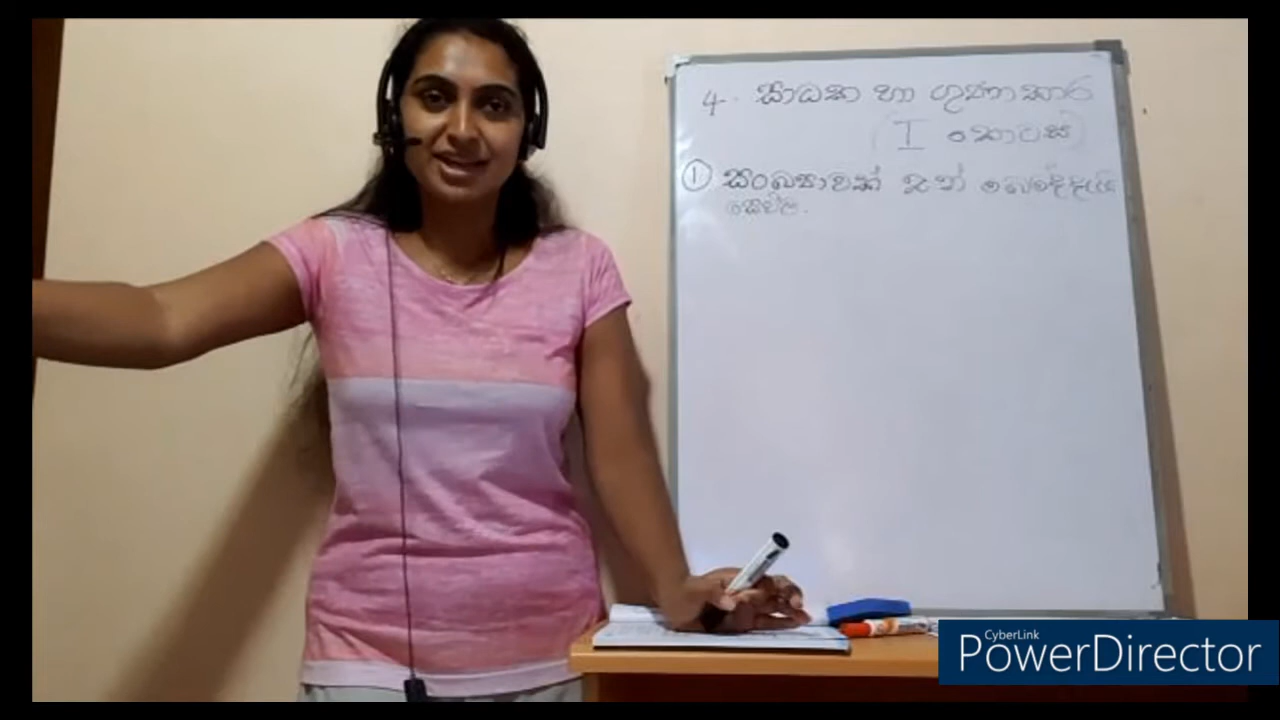 4. සාධක හා ගුණාකාර
(I කොටස)
① සංඛ්‍යාවක් දුන් බෙදේදැයි
සෙවීම.
CyberLink
PowerDirector